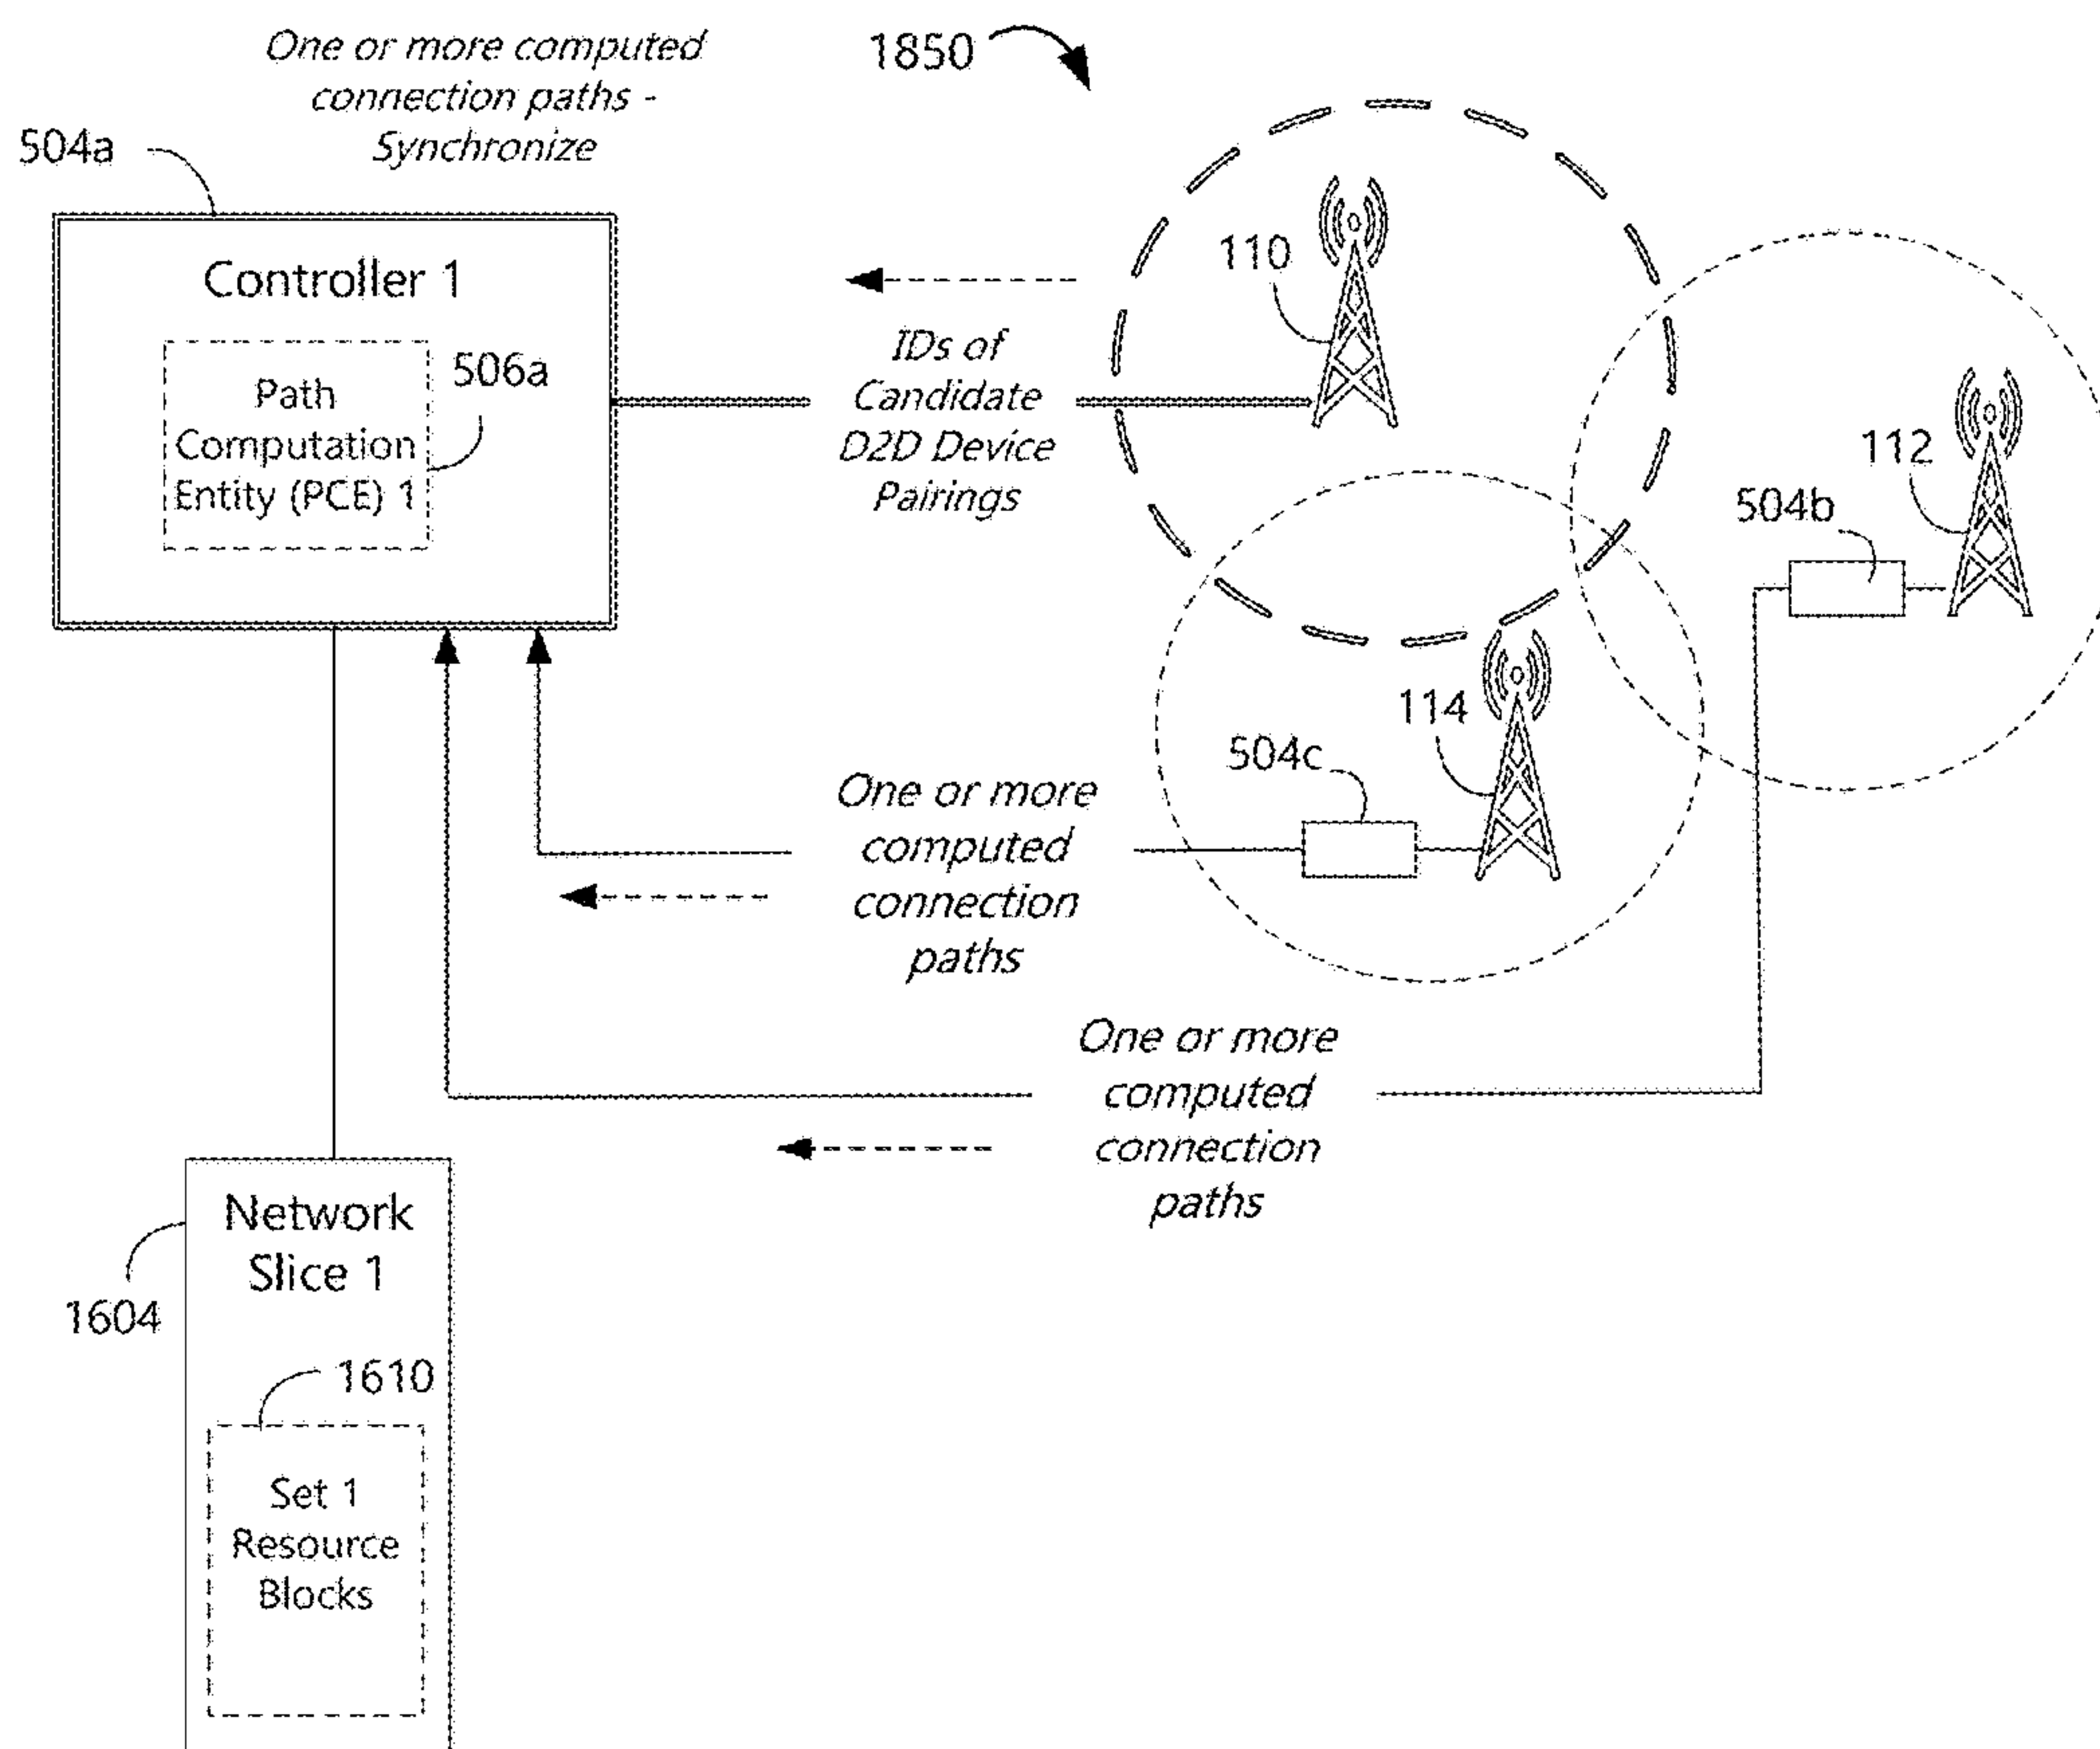 One or more computed
connection paths -
Synchronize
1850
504a
Controller 1
506a
Path
Computation
Entity (PCE) 1
IDs of
Candidate
D2D Device
Pairings
110
112
504b
114
504c
One or more
computed
connection
paths
One or more
computed
connection
paths
Network
Slice 1
1604
1610
Set 1
Resource
Blocks